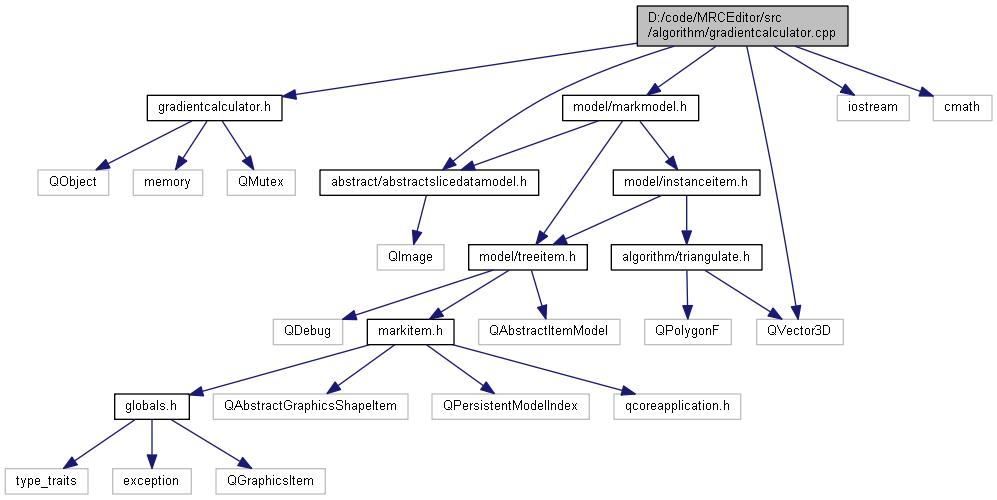 D:/code/MRCEditor/src
/algorithm/gradientcalculator.cpp
gradientcalculator.h
model/markmodel.h
iostream
cmath
QObject
memory
QMutex
abstract/abstractslicedatamodel.h
model/instanceitem.h
QImage
model/treeitem.h
algorithm/triangulate.h
QDebug
markitem.h
QAbstractItemModel
QPolygonF
QVector3D
globals.h
QAbstractGraphicsShapeItem
QPersistentModelIndex
qcoreapplication.h
type_traits
exception
QGraphicsItem